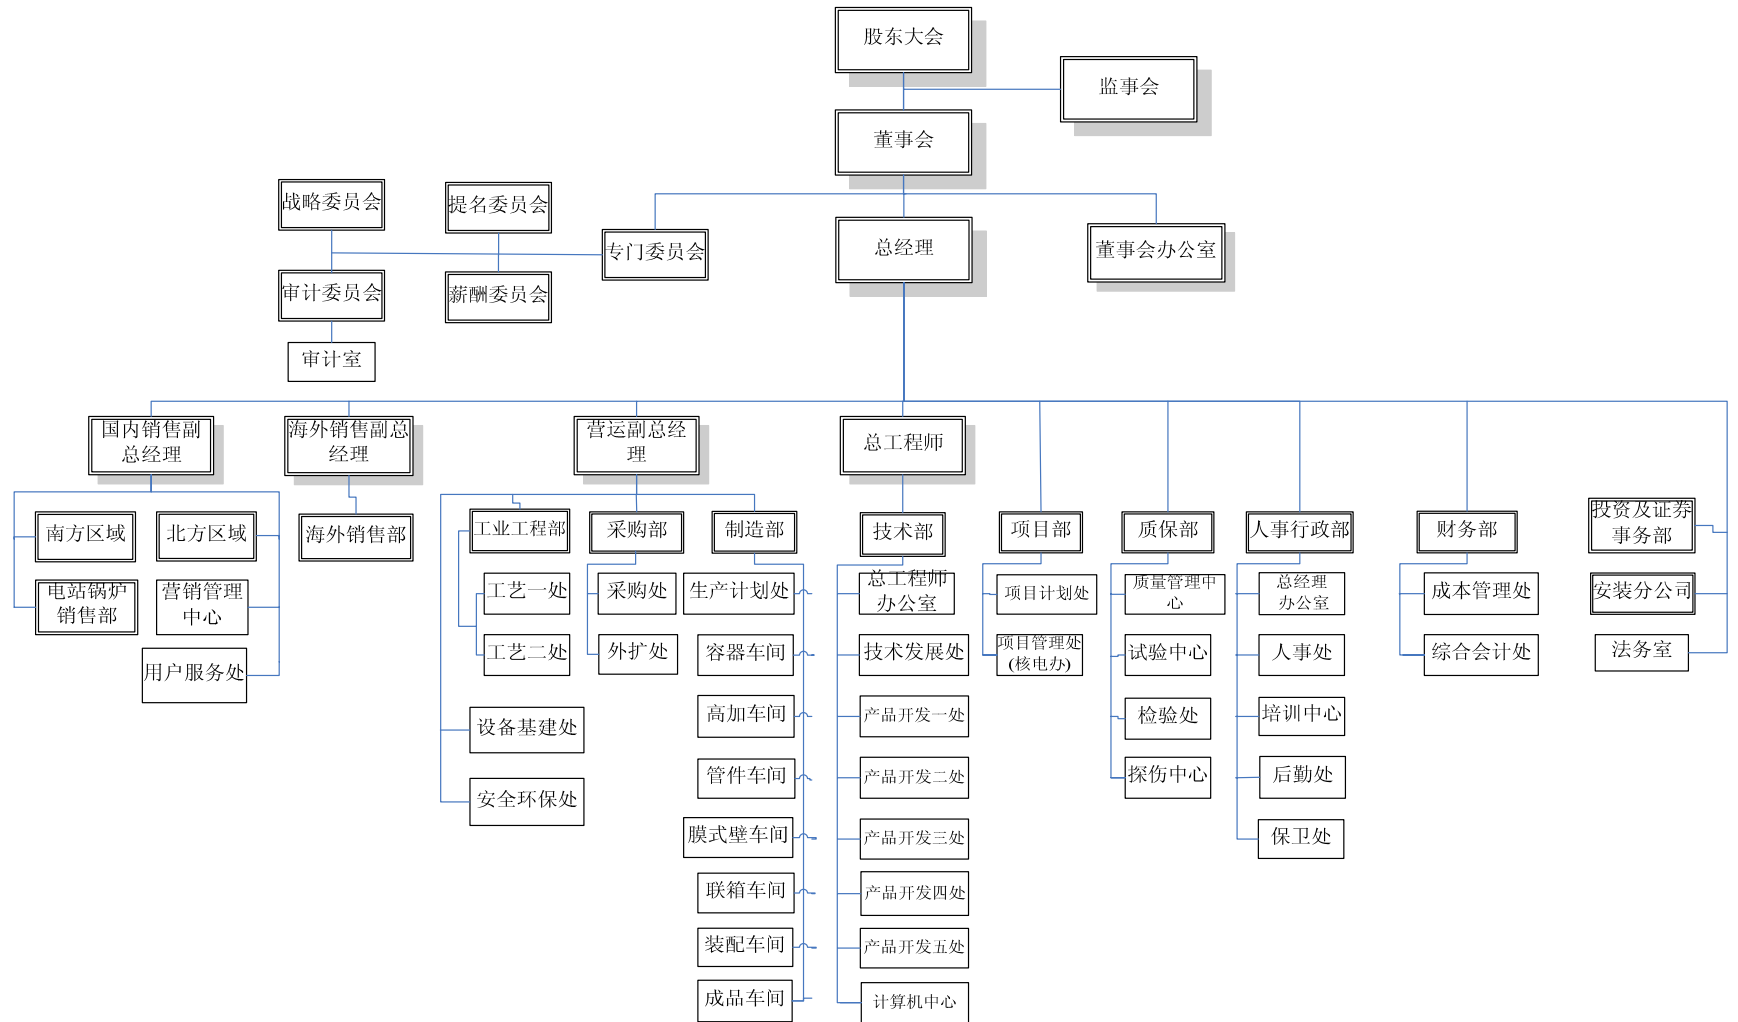 股东大会
监事会
董事会
战略委员会
提名委员会
专门委员会
总经理
董事会办公室
审计委员会
薪酬委员会
审计室
国内销售副
总经理
海外销售副总
经理
营运副总经
理
总工程师
南方区域
北方区域
海外销售部
工业工程部
采购部
制造部
技术部
项目部
质保部
人事行政部
财务部
投资及证券
事务部
电站锅炉
销售部
营销管理
中心
用户服务处
工艺一处
工艺二处
设备基建处
安全环保处
采购处
外扩处
生产计划处
容器车间
高加车间
管件车间
膜式壁车间
联箱车间
装配车间
成品车间
总工程师
办公室
技术发展处
产品开发一处
产品开发二处
产品开发三处
产品开发四处
产品开发五处
计算机中心
项目计划处
项目管理处
(核电办)
质量管理中
心
试验中心
检验处
探伤中心
总经理
办公室
人事处
培训中心
后勤处
保卫处
成本管理处
综合会计处
安装分公司
法务室